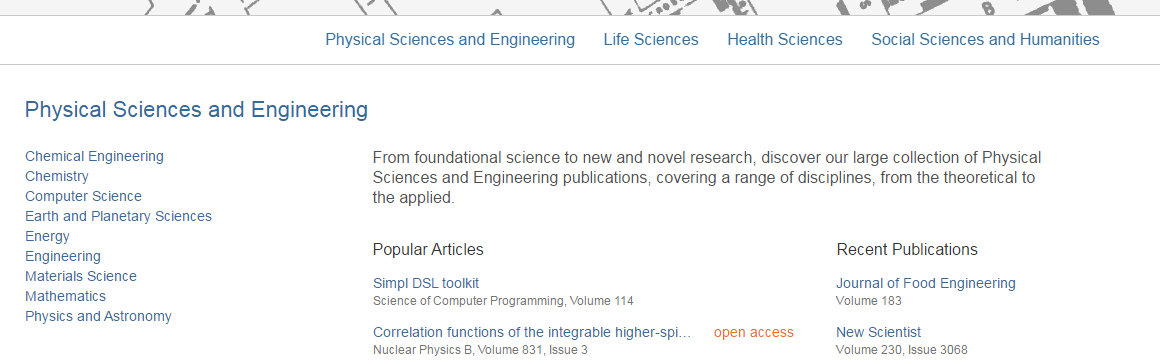 Physical Sciences and Engineering Life Sciences Health Sciences Social Sciences and Humanities
Physical Sciences and Engineering
Chemical Engineering
Chemistry
Computer Science
Earth and Planetary Sciences
Energy
Engineering
Materials Science
Mathematics
Physics and Astronomy
From foundational science to new and novel research, discover our large collection of Physical
Sciences and Engineering publications, covering a range of disciplines, from the theoretical to
the applied.
Popular Articles
Simpl DSL toolkit
Science of Computer Programming, Volume 114
Correlation functions of the integrable higher-spi… open access
Nuclear Physics B, Volume 831, Issue 3
Recent Publications
Journal of Food Engineering
Volume 183
New Scientist
Volume 230, Issue 3068